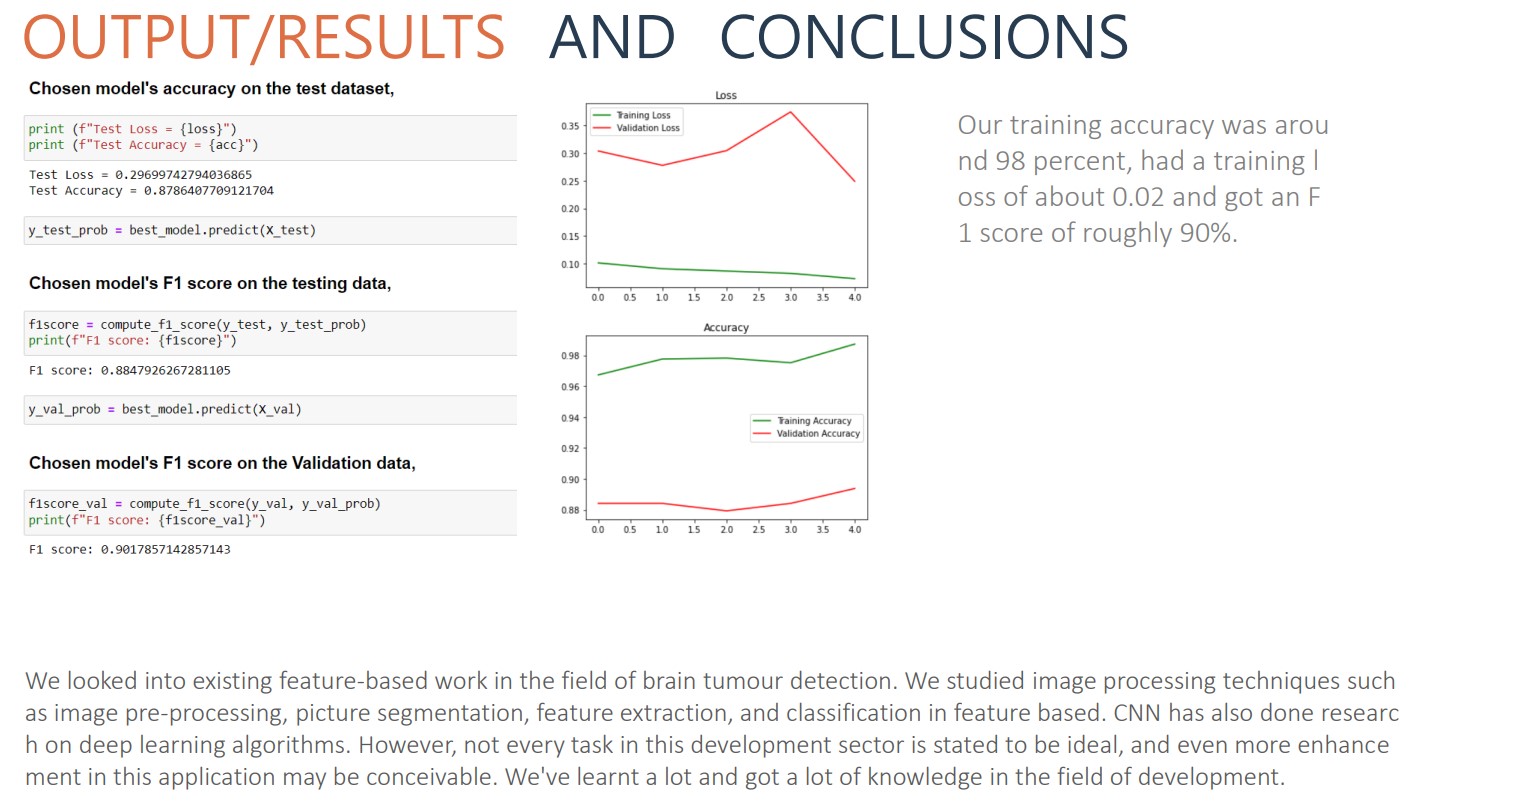 OUTPUT/RESULTS AND CONCLUSIONS
Chosen model's accuracy on the test dataset,
print (f"Test Loss = {loss}")
print (f"Test Accuracy = {acc}")
Test Loss = 0.29699742794036865
Test Accuracy = 0.8786407709121704
y_test_prob = best_model.predict(X_test)
Chosen model's F1 score on the testing data,
f1score = compute_f1_score(y_test, y_test_prob)
print(f"F1 score: {f1score}")
F1 score: 0.8847926267281105
y_val_prob = best_model.predict(X_val)
Chosen model's F1 score on the Validation data,
f1score_val = compute_f1_score(y_val, y_val_prob)
print(f"F1 score: {f1score_val}")
F1 score: 0.9017857142857143
Loss
Training Loss
Validation Loss
0.35
0.30
0.25
0.20
0.15
0.10
0.0 0.5 1.0 1.5 2.0 2.5 3.0 3.5 4.0
Accuracy
0.98
0.96
0.94
0.92
0.90
0.88
Training Accuracy
Validation Accuracy
0.0 0.5 1.0 1.5 2.0 2.5 3.0 3.5 4.0
Our training accuracy was arou
nd 98 percent, had a training l
oss of about 0.02 and got an F
1 score of roughly 90%.
We looked into existing feature-based work in the field of brain tumour detection. We studied image processing techniques such
as image pre-processing, picture segmentation, feature extraction, and classification in feature based. CNN has also done researc
h on deep learning algorithms. However, not every task in this development sector is stated to be ideal, and even more enhance
ment in this application may be conceivable. We've learnt a lot and got a lot of knowledge in the field of development.